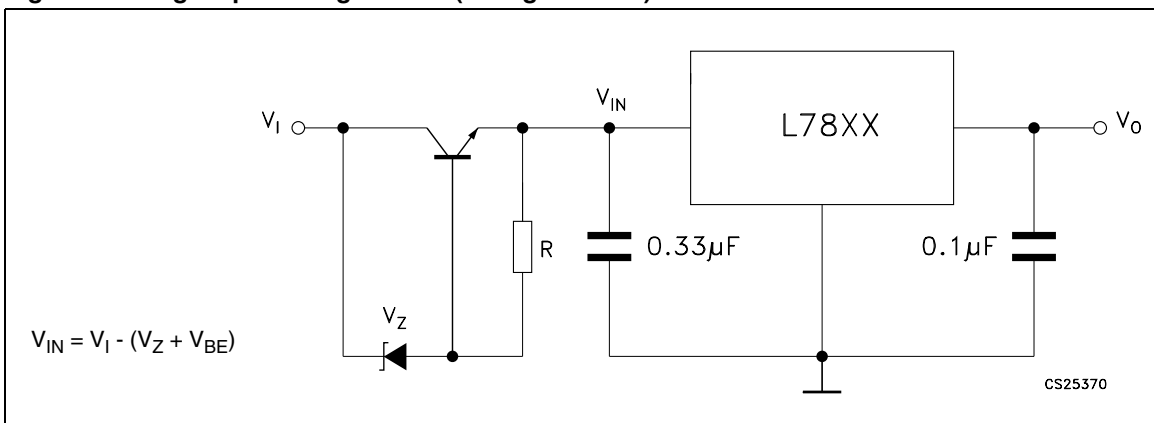 V_I
V_IN
L78XX
V_O
R
0.33µF
0.1µF
V_Z
V_IN = V_I - (V_Z + V_BE)
CS25370